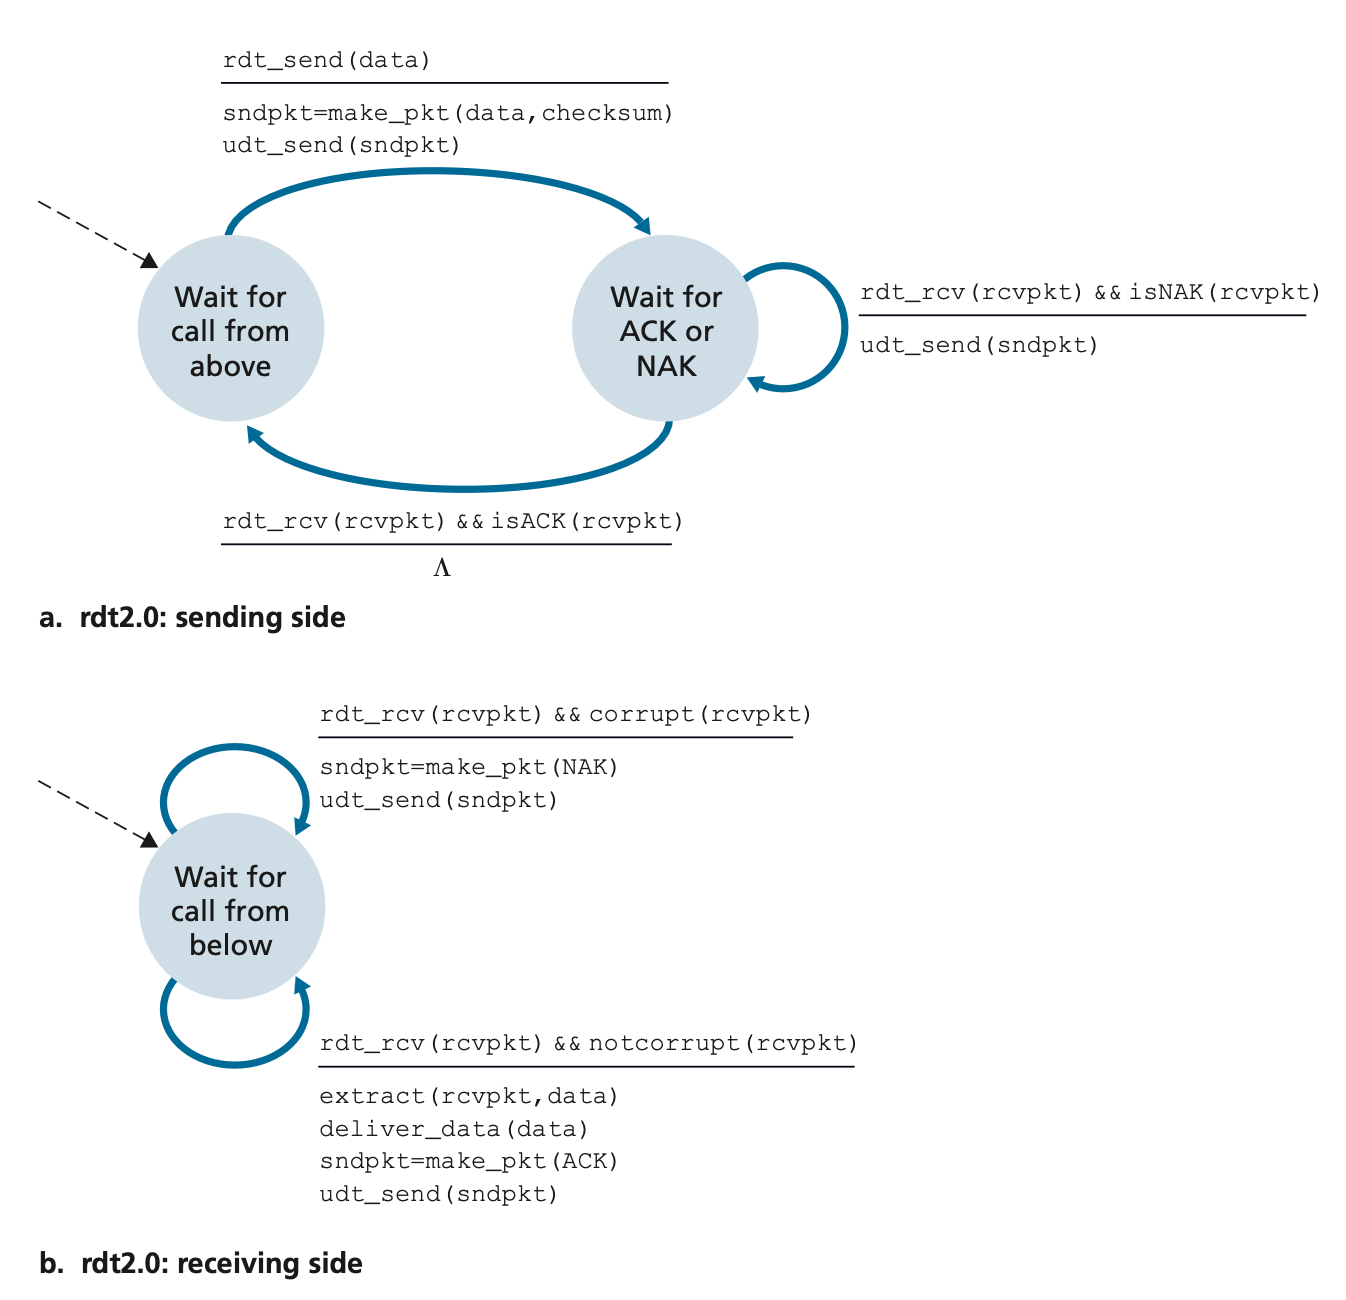 rdt_send(data)
sndpkt=make_pkt(data,checksum)
udt_send(sndpkt)
Wait for
call from
above
Wait for
ACK or
NAK
rdt_rcv(rcvpkt) && isNAK(rcvpkt)
udt_send(sndpkt)
rdt_rcv(rcvpkt) && isACK(rcvpkt)
Λ
a. rdt2.0: sending side
rdt_rcv(rcvpkt) && corrupt(rcvpkt)
sndpkt=make_pkt(NAK)
udt_send(sndpkt)
Wait for
call from
below
rdt_rcv(rcvpkt) && notcorrupt(rcvpkt)
extract(rcvpkt,data)
deliver_data(data)
sndpkt=make_pkt(ACK)
udt_send(sndpkt)
b. rdt2.0: receiving side